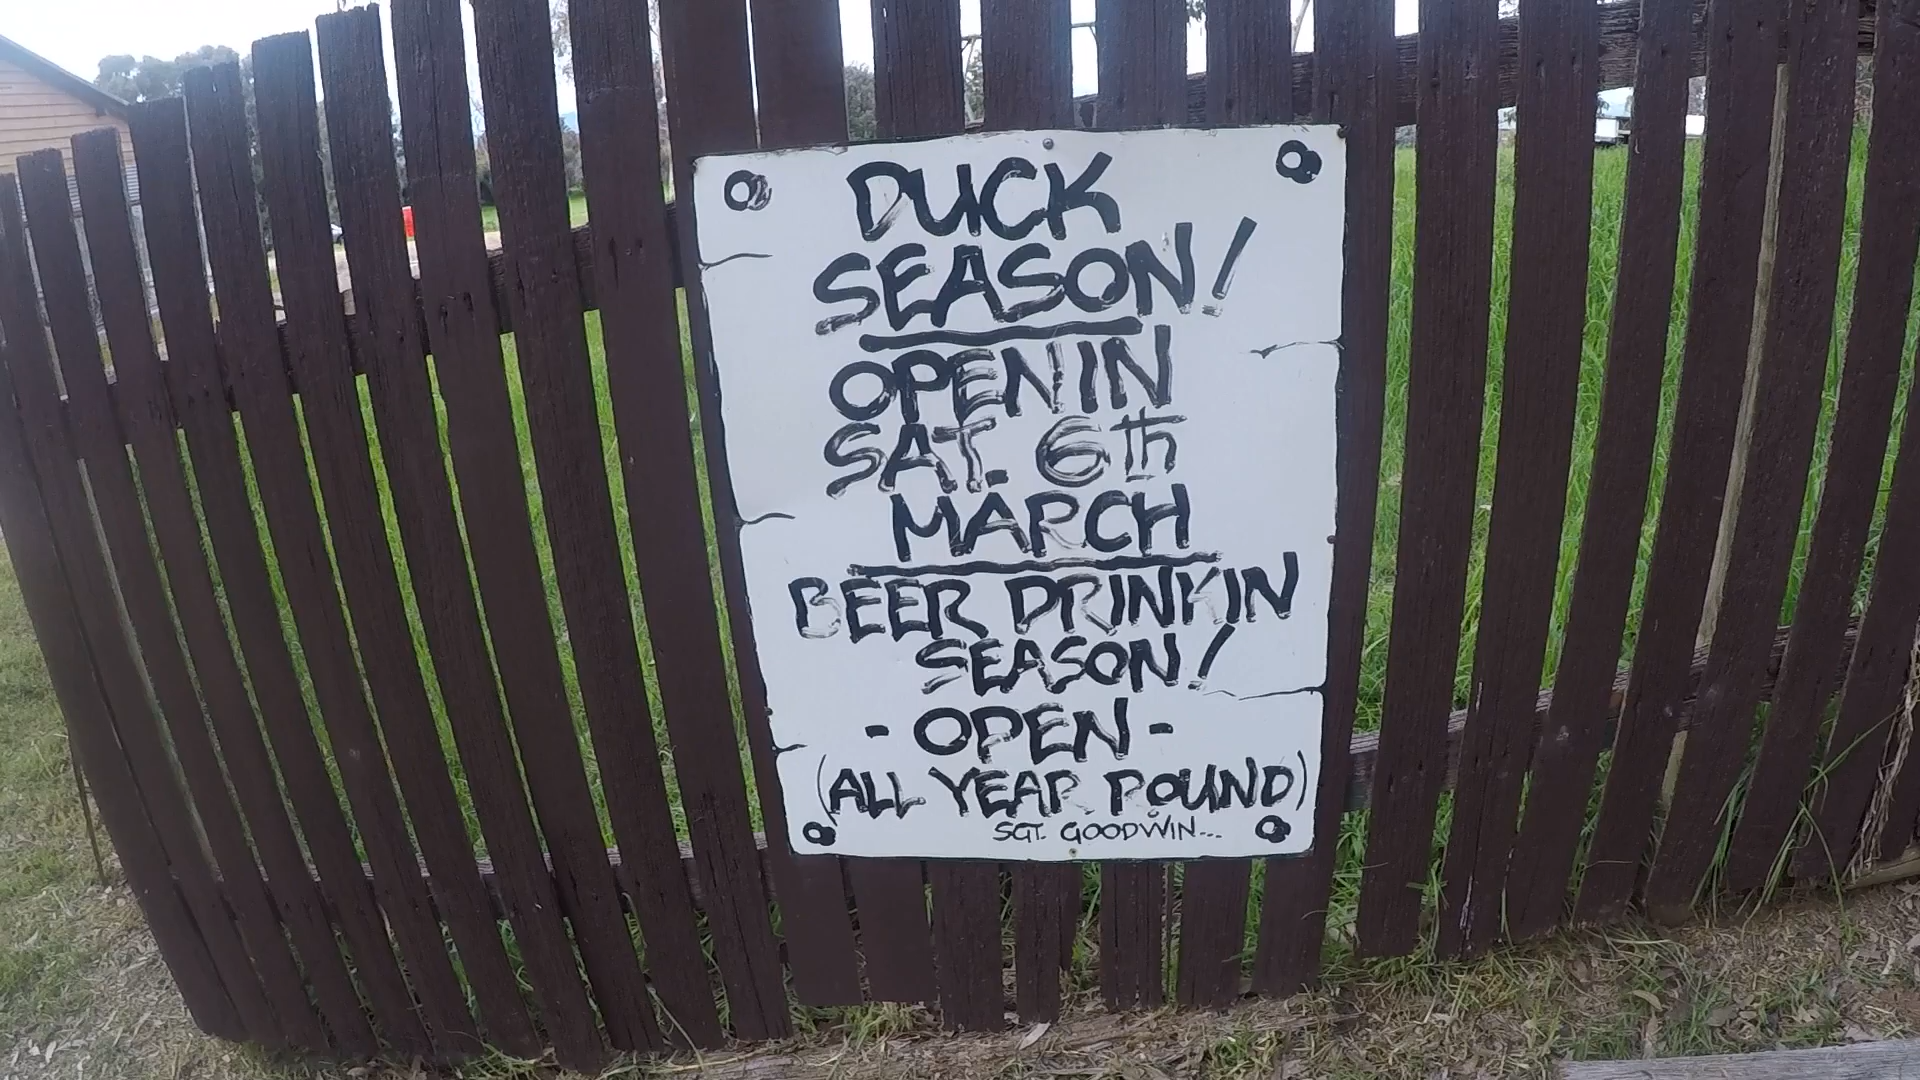 DUCK
SEASON!
OPENIN
SAT. 6th
MARCH
BEER DRINKIN
SEASON!
- OPEN -
(ALL YEAR ROUND)
SGT. GOODWIN...